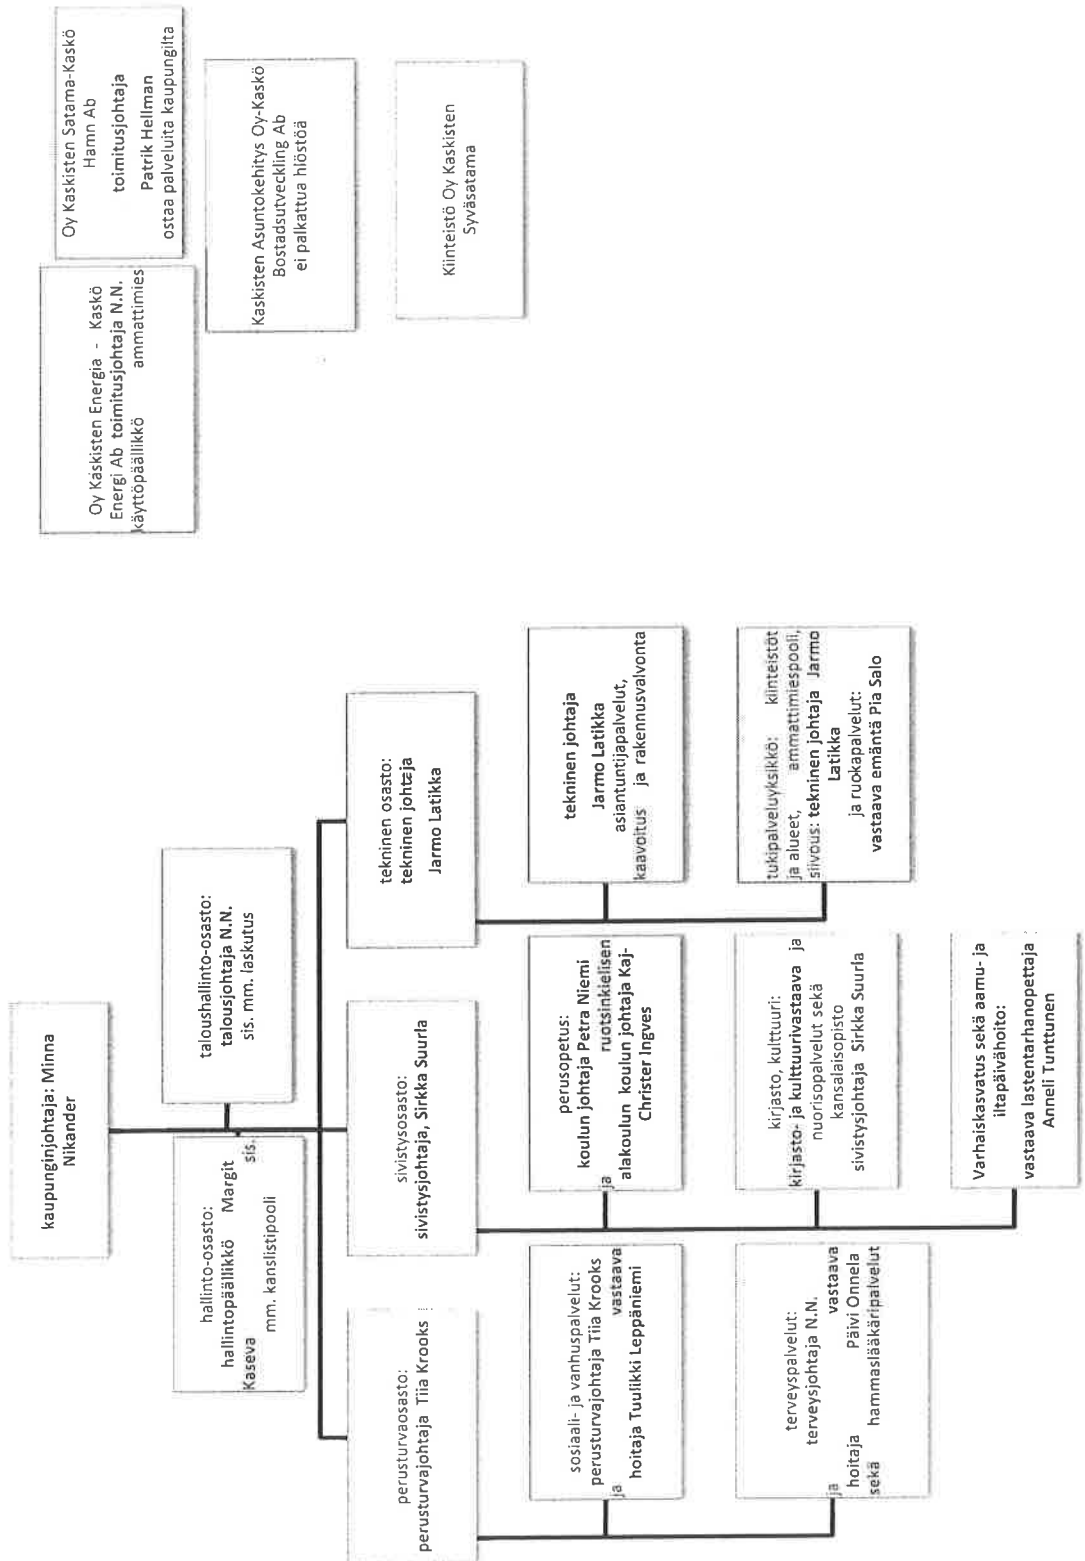 kaupunginjohtaja: Minna
Nikander
hallinto-osasto:
hallintopäällikkö Margit
Kaseva sis.
mm. kanslistipooli
taloushallinto-osasto:
talousjohtaja N.N.
sis. mm. laskutus
perusturvaosasto:
perusturvajohtaja Tiia Krooks
sosiaali- ja vanhuspalvelut:
perusturvajohtaja Tiia Krooks
ja vastaava
hoitaja Tuulikki Leppäniemi
terveyspalvelut:
terveysjohtaja N.N.
ja vastaava
hoitaja Päivi Onnela
sekä hammaslääkäripalvelut
sivistysosasto:
sivistysjohtaja, Sirkka Suurla
perusopetus:
koulun johtaja Petra Niemi
ja ruotsinkielisen
alakoulun koulun johtaja Kaj-
Christer Ingves
kirjasto, kulttuuri:
kirjasto- ja kulttuurivastaava ja
nuorisopalvelut sekä
kansalaisopisto
sivistysjohtaja Sirkka Suurla
Varhaiskasvatus sekä aamu- ja
iltapäivähoito:
vastaava lastentarhanopettaja
Anneli Tunttunen
tekninen osasto:
tekninen johtaja
Jarmo Latikka
tekninen johtaja
Jarmo Latikka
asiantuntijapalvelut,
kaavoitus ja rakennusvalvonta
tukipalveluyksikkö: kiinteistöt
ja alueet, ammattimiespooli,
siivous: tekninen johtaja Jarmo
Latikka
ja ruokapalvelut:
vastaava emäntä Pia Salo
Oy Kaskisten Energia - Kaskö
Energi Ab toimitusjohtaja N.N.
käyttöpäällikkö ammattimies
Oy Kaskisten Satama-Kaskö
Hamn Ab
toimitusjohtaja
Patrik Hellman
ostaa palveluita kaupungilta
Kaskisten Asuntokehitys Oy-Kaskö
Bostadsutveckling Ab
ei palkattua hlöstöä
Kiinteistö Oy Kaskisten
Syväsatama